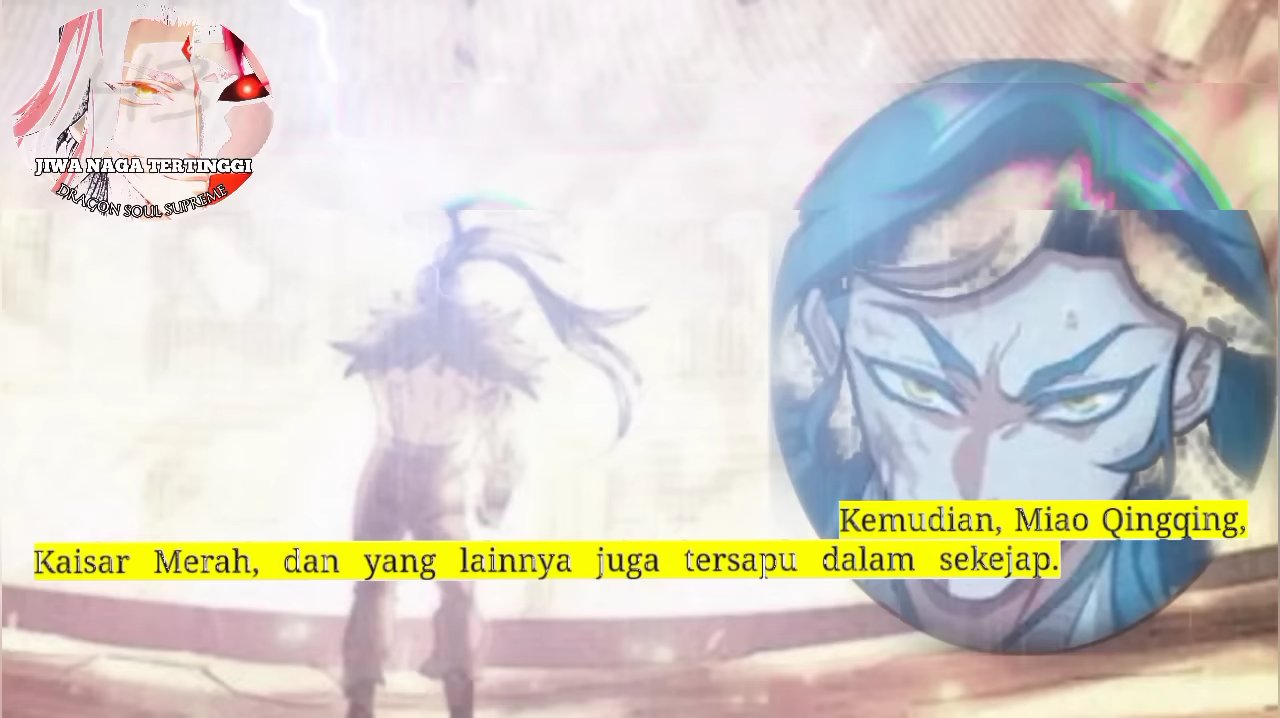 JIWA NAGA TERTINGGI
DRAGON SOUL SUPREME
Kemudian, Miao Qingqing,
Kaisar Merah, dan yang lainnya juga tersapu dalam sekejap.